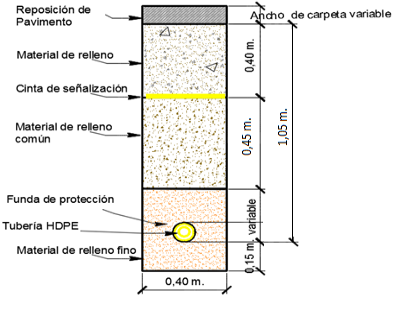 Reposición de
Pavimento
Ancho de carpeta variable
Material de relleno
0,40 m.
Cinta de señalización
Material de relleno
común
0,45 m.
1,05 m.
Funda de protección
variable
Tubería HDPE
Material de relleno fino
0,15 m.
0,40 m.